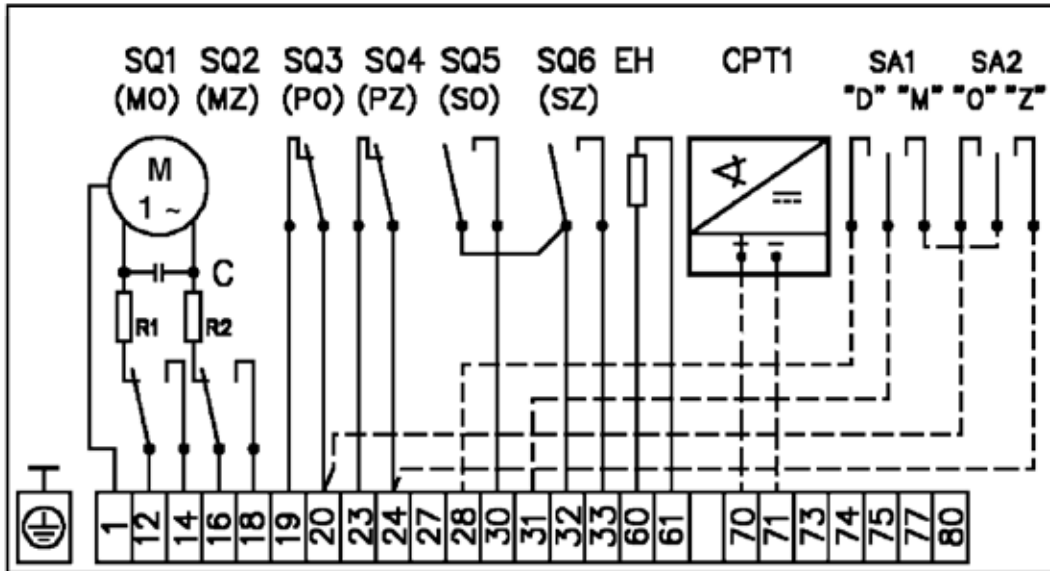 SQ1 SQ2 SQ3 SQ4 SQ5 SQ6 EH CPT1 SA1 SA2
(MO) (MZ) (PO) (PZ) (SO) (SZ) "D" "M" "O" "Z"
M
1 ~
+ −
C
R1 R2
1 12 14 16 18 19 20 23 24 27 28 30 31 32 33 60 61 70 71 73 74 75 77 80